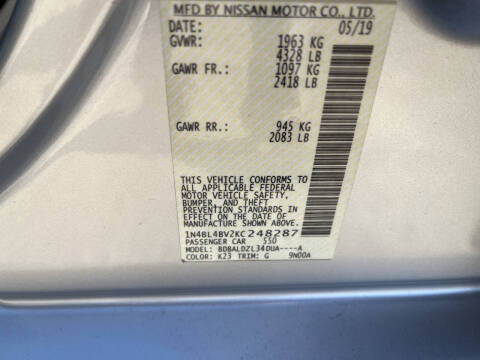 MFD BY NISSAN MOTOR CO., LTD.
DATE: 05/19
GVWR: 1963 KG
4328 LB
GAWR FR.: 1097 KG
2418 LB
GAWR RR.: 945 KG
2083 LB
THIS VEHICLE CONFORMS TO
ALL APPLICABLE FEDERAL
MOTOR VEHICLE SAFETY,
BUMPER, AND THEFT
PREVENTION STANDARDS IN
EFFECT ON THE DATE OF
MANUFACTURE SHOWN ABOVE.
1N4BL4BV2KC248287
PASSENGER CAR 550
MODEL: BDBALDZL34DUA----A
COLOR: K23 TRIM: G 9N00A